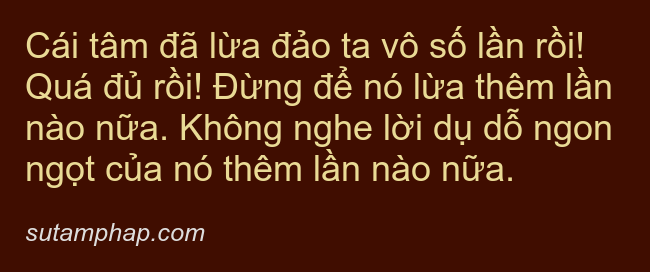 Cái tâm đã lừa đảo ta vô số lần rồi!
Quá đủ rồi! Đừng để nó lừa thêm lần
nào nữa. Không nghe lời dụ dỗ ngon
ngọt của nó thêm lần nào nữa.
sutamphap.com